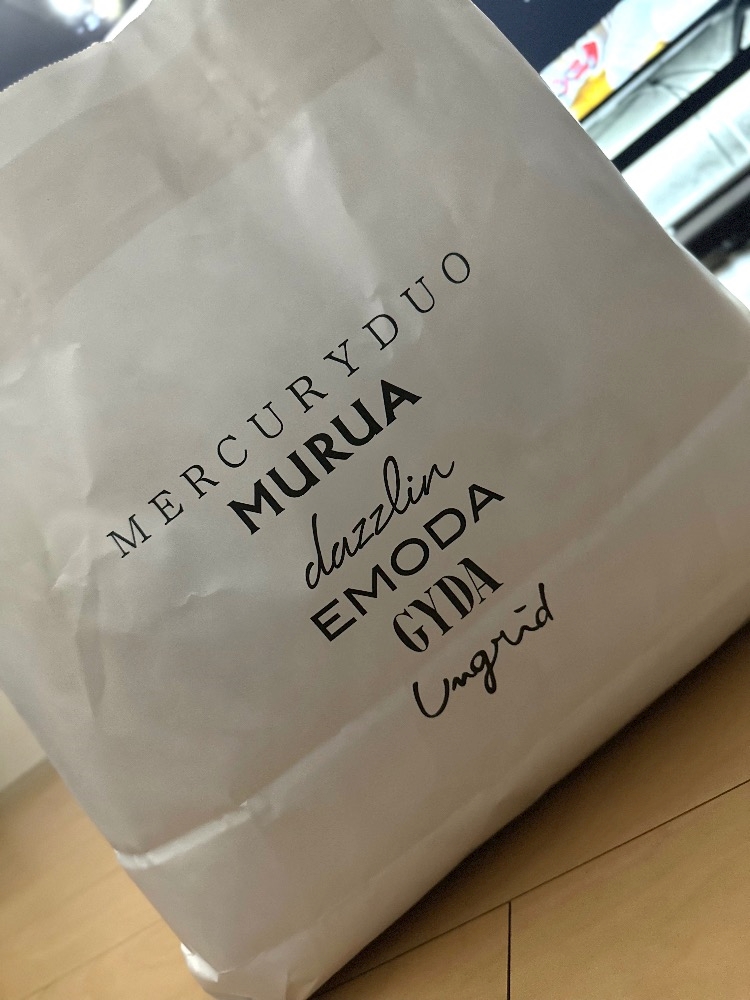 MERCURYDUO
MURUA
dazzlin
EMODA
GYDA
Ungrid